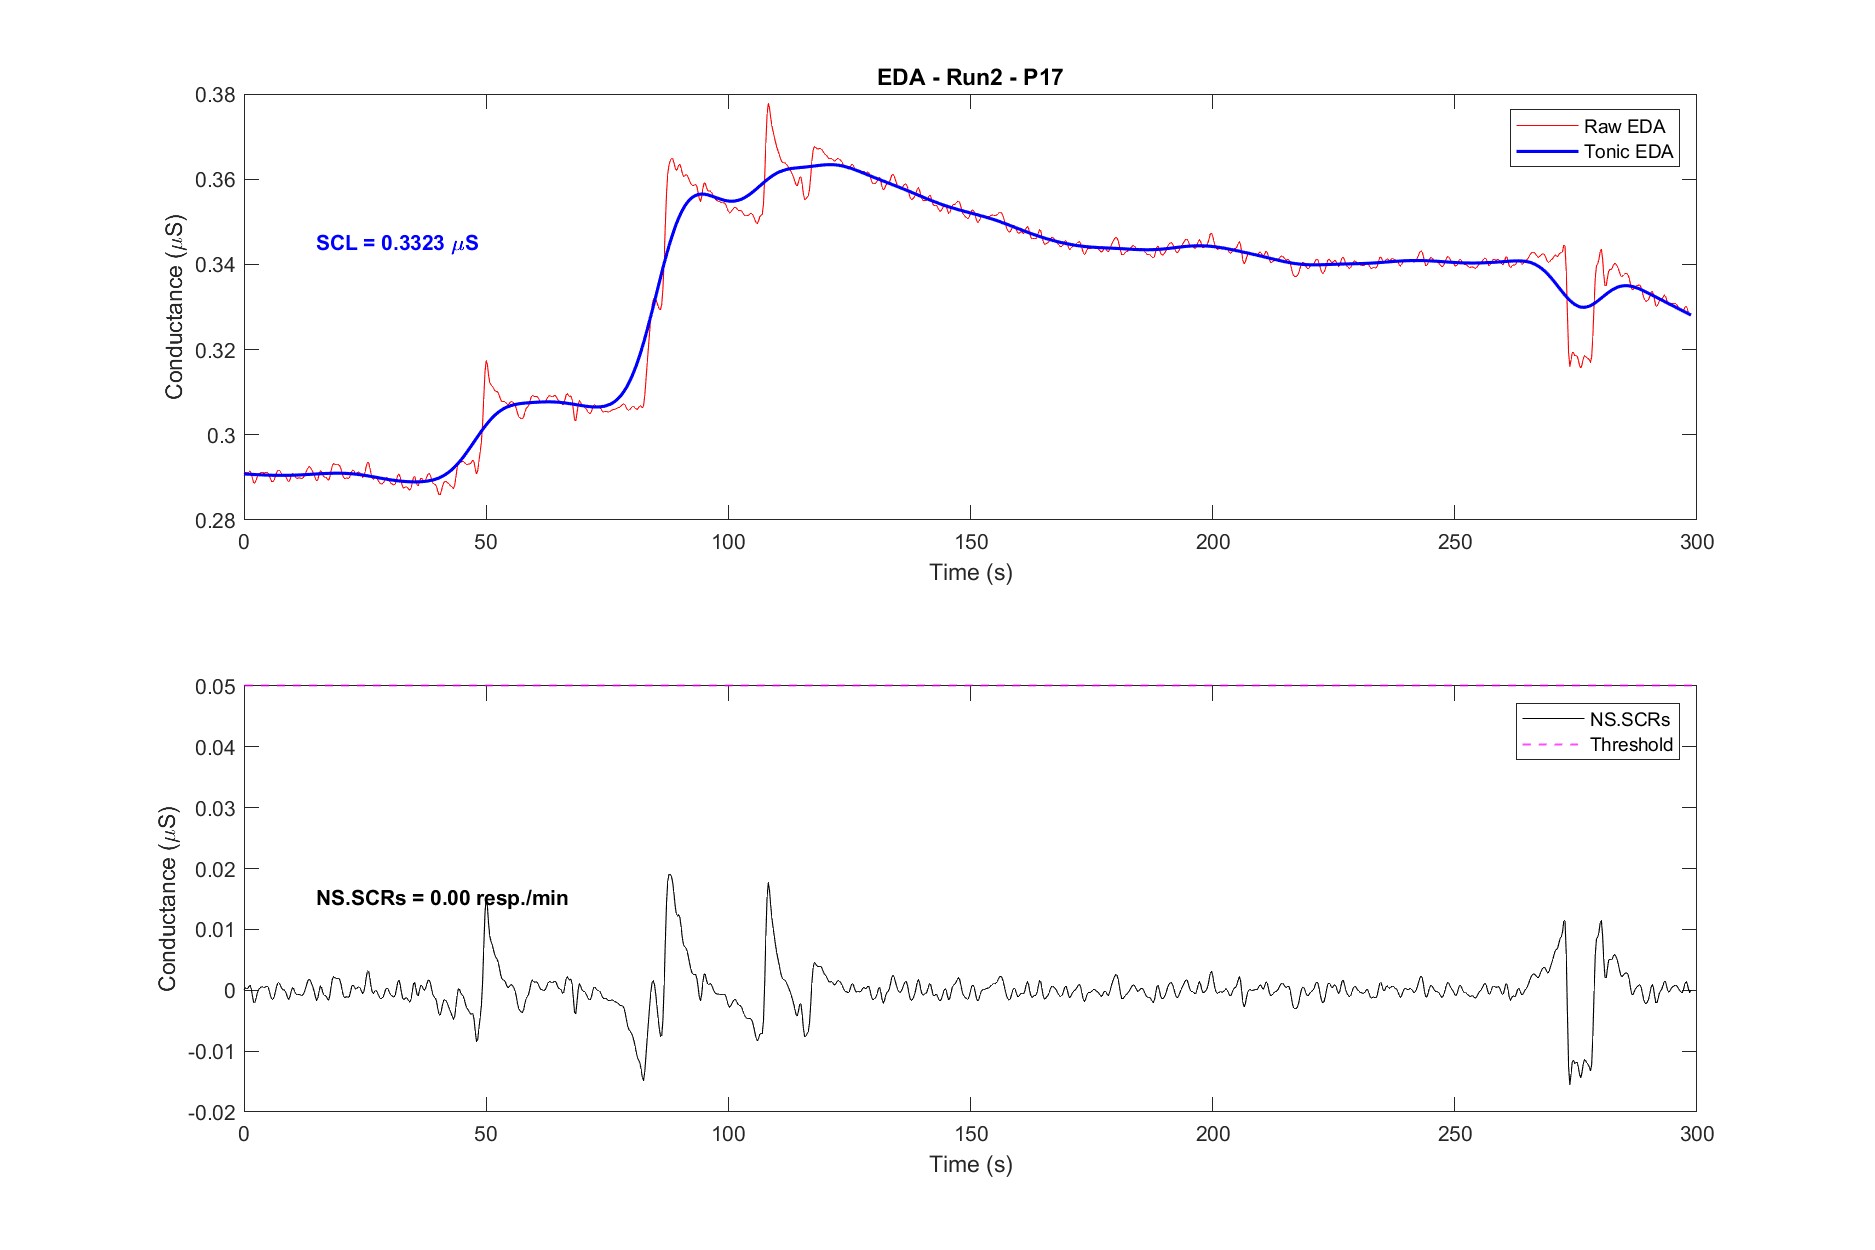 EDA - Run2 - P17
0.38
0.36
0.34
0.32
0.3
0.28
Conductance (μS)
SCL = 0.3323 μS
Raw EDA
Tonic EDA
0 50 100 150 200 250 300
Time (s)
0.05
0.04
0.03
0.02
0.01
0
-0.01
-0.02
Conductance (μS)
NS.SCRs = 0.00 resp./min
NS.SCRs
Threshold
0 50 100 150 200 250 300
Time (s)